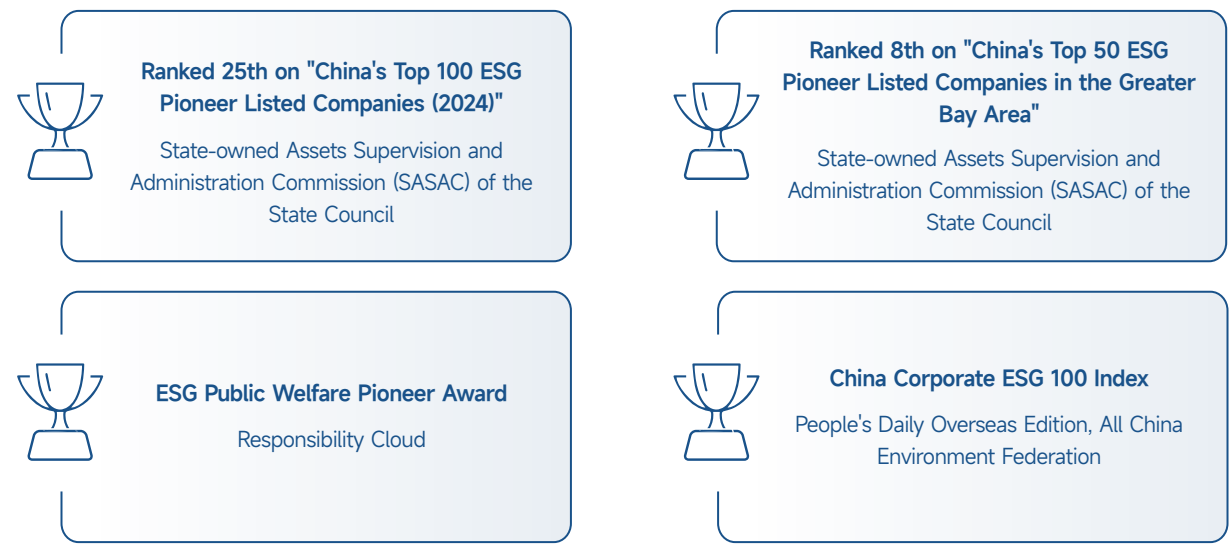 Ranked 25th on "China's Top 100 ESG
Pioneer Listed Companies (2024)"
State-owned Assets Supervision and
Administration Commission (SASAC) of the
State Council
Ranked 8th on "China's Top 50 ESG
Pioneer Listed Companies in the Greater
Bay Area"
State-owned Assets Supervision and
Administration Commission (SASAC) of the
State Council
ESG Public Welfare Pioneer Award
Responsibility Cloud
China Corporate ESG 100 Index
People's Daily Overseas Edition, All China
Environment Federation